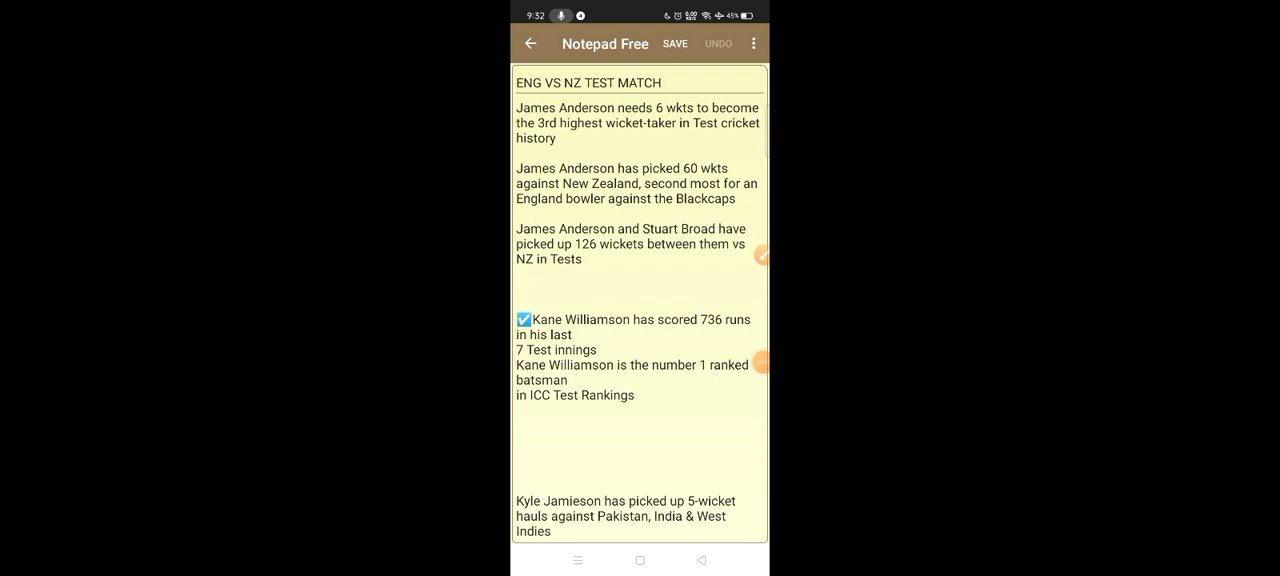 9:32 0.00 KB/S 45%
Notepad Free SAVE UNDO
ENG VS NZ TEST MATCH
James Anderson needs 6 wkts to become
the 3rd highest wicket-taker in Test cricket
history
James Anderson has picked 60 wkts
against New Zealand, second most for an
England bowler against the Blackcaps
James Anderson and Stuart Broad have
picked up 126 wickets between them vs
NZ in Tests
✅Kane Williamson has scored 736 runs
in his last
7 Test innings
Kane Williamson is the number 1 ranked
batsman
in ICC Test Rankings
Kyle Jamieson has picked up 5-wicket
hauls against Pakistan, India & West
Indies